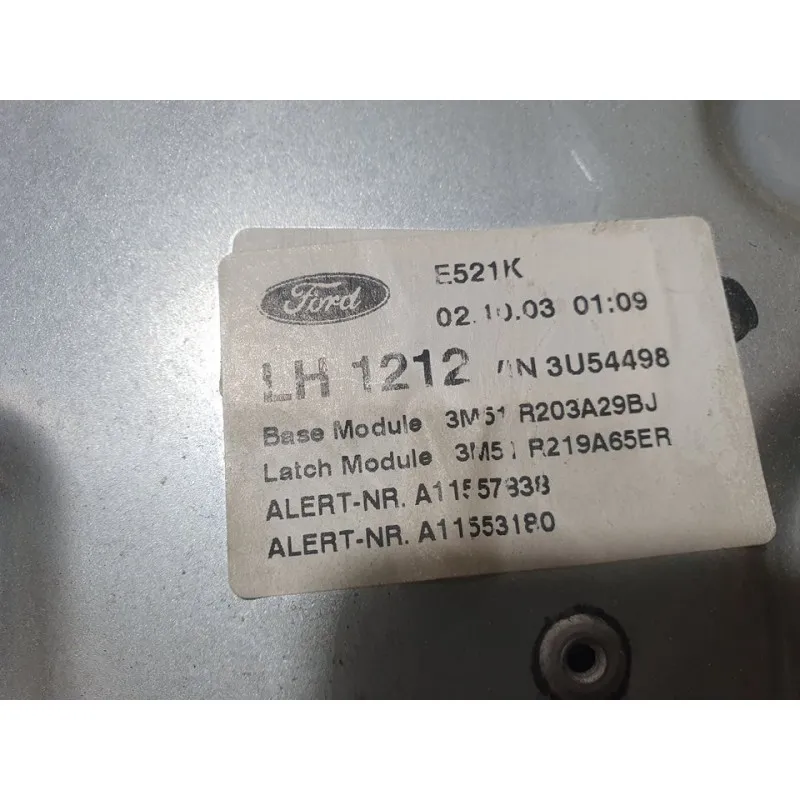 Ford
E521K
02.10.03 01:09
LH 1212 3U54498
Base Module 3M51 R203A29BJ
Latch Module 3M51 R219A65ER
ALERT-NR. A11557838
ALERT-NR. A11553180